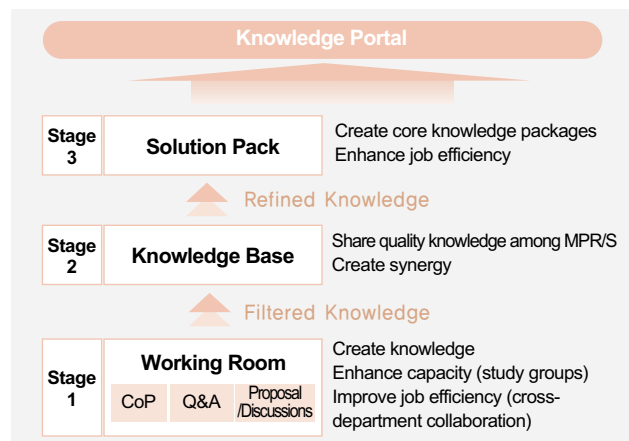 Knowledge Portal
Stage
3
Solution Pack
Create core knowledge packages
Enhance job efficiency
Refined Knowledge
Stage
2
Knowledge Base
Share quality knowledge among MPR/S
Create synergy
Filtered Knowledge
Stage
1
Working Room
CoP
Q&A
Proposal
/Discussions
Create knowledge
Enhance capacity (study groups)
Improve job efficiency (cross-
department collaboration)